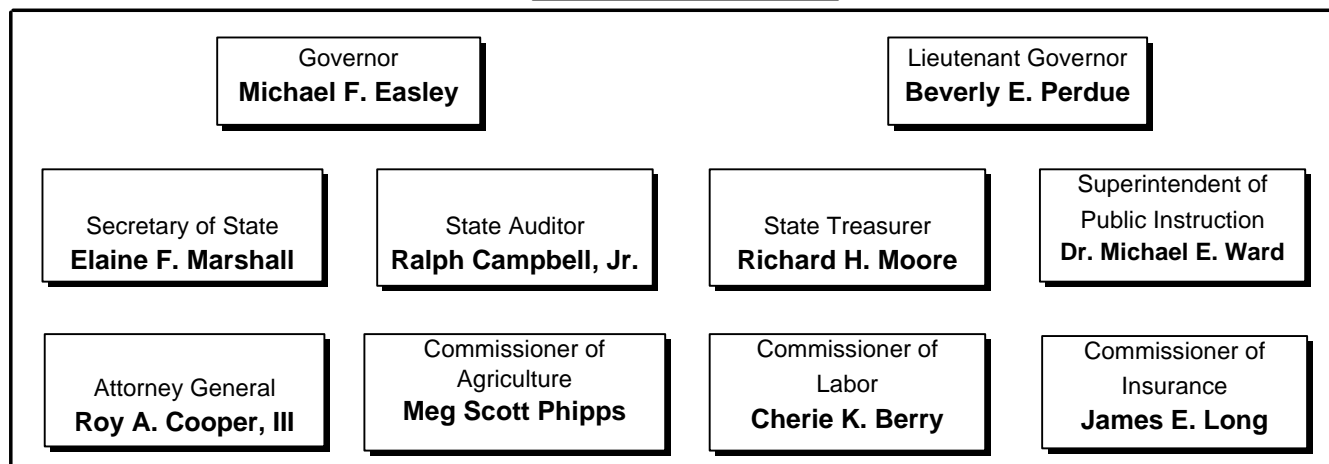 Governor
Michael F. Easley
Lieutenant Governor
Beverly E. Perdue
Secretary of State
Elaine F. Marshall
State Auditor
Ralph Campbell, Jr.
State Treasurer
Richard H. Moore
Superintendent of
Public Instruction
Dr. Michael E. Ward
Attorney General
Roy A. Cooper, III
Commissioner of
Agriculture
Meg Scott Phipps
Commissioner of
Labor
Cherie K. Berry
Commissioner of
Insurance
James E. Long